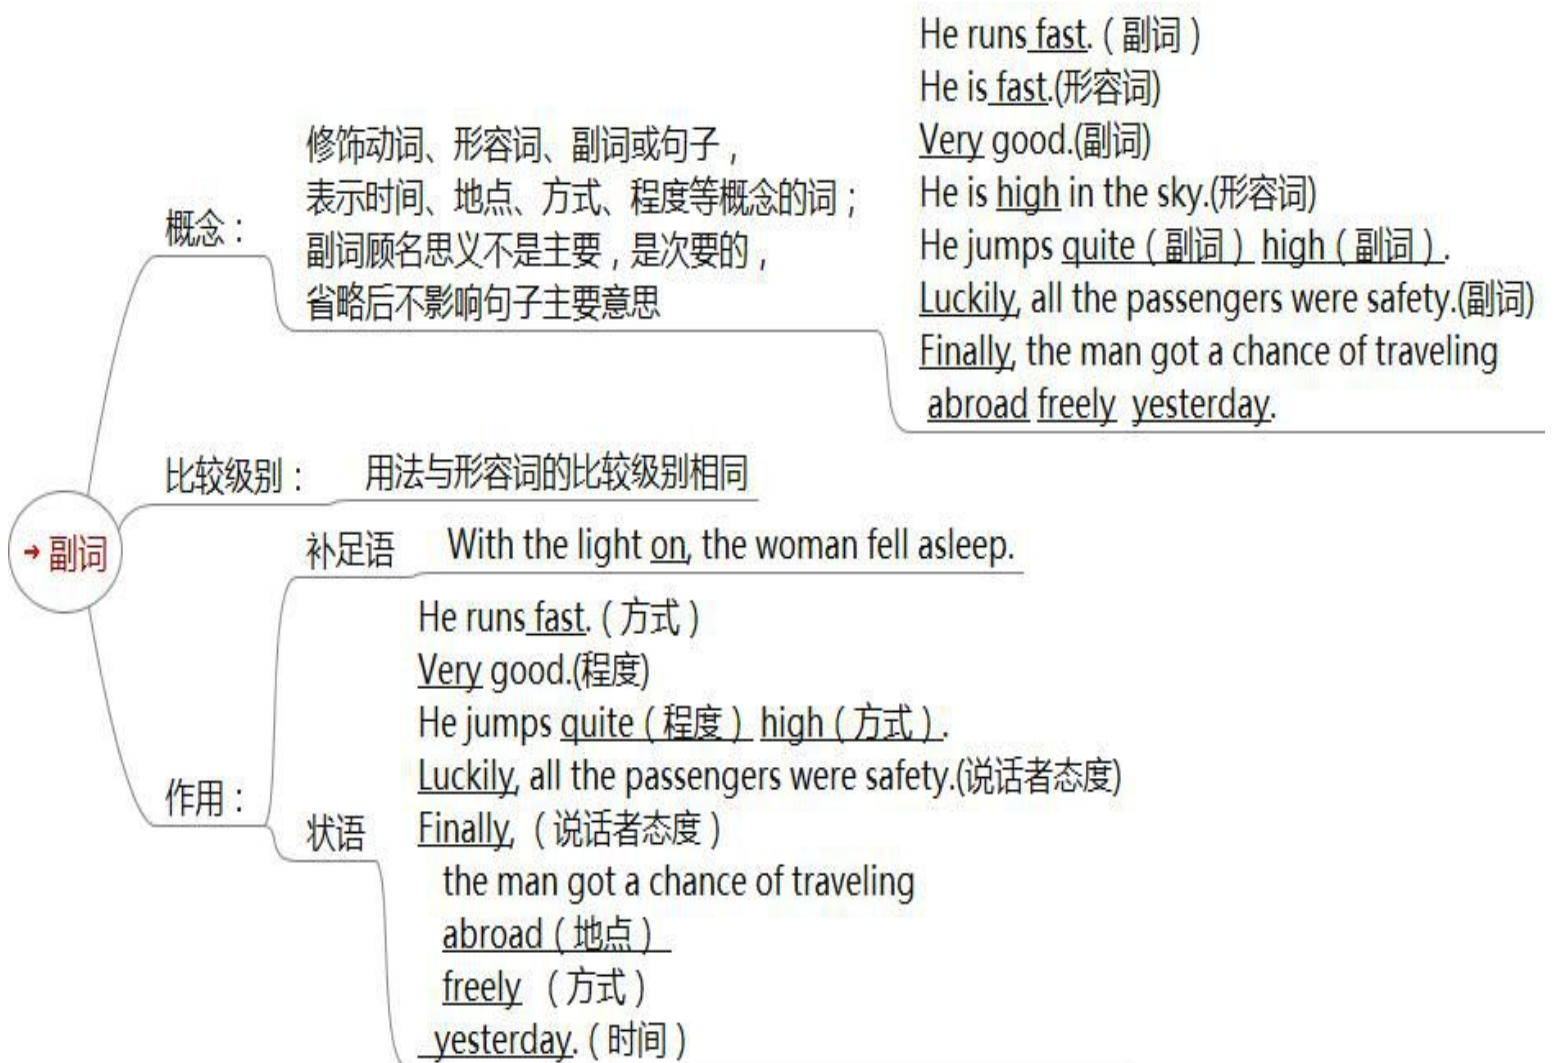 → 副词
概念：
修饰动词、形容词、副词或句子，
表示时间、地点、方式、程度等概念的词；
副词顾名思义不是主要，是次要的，
省略后不影响句子主要意思
He runs fast.（副词）
He is fast.(形容词)
Very good.(副词)
He is high in the sky.(形容词)
He jumps quite（副词） high（副词）.
Luckily, all the passengers were safety.(副词)
Finally, the man got a chance of traveling
abroad freely yesterday.
比较级别：
用法与形容词的比较级别相同
作用：
补足语
With the light on, the woman fell asleep.
状语
He runs fast.（方式）
Very good.(程度)
He jumps quite（程度） high（方式）.
Luckily, all the passengers were safety.(说话者态度)
Finally,（说话者态度）
the man got a chance of traveling
abroad（地点）
freely （方式）
yesterday.（时间）